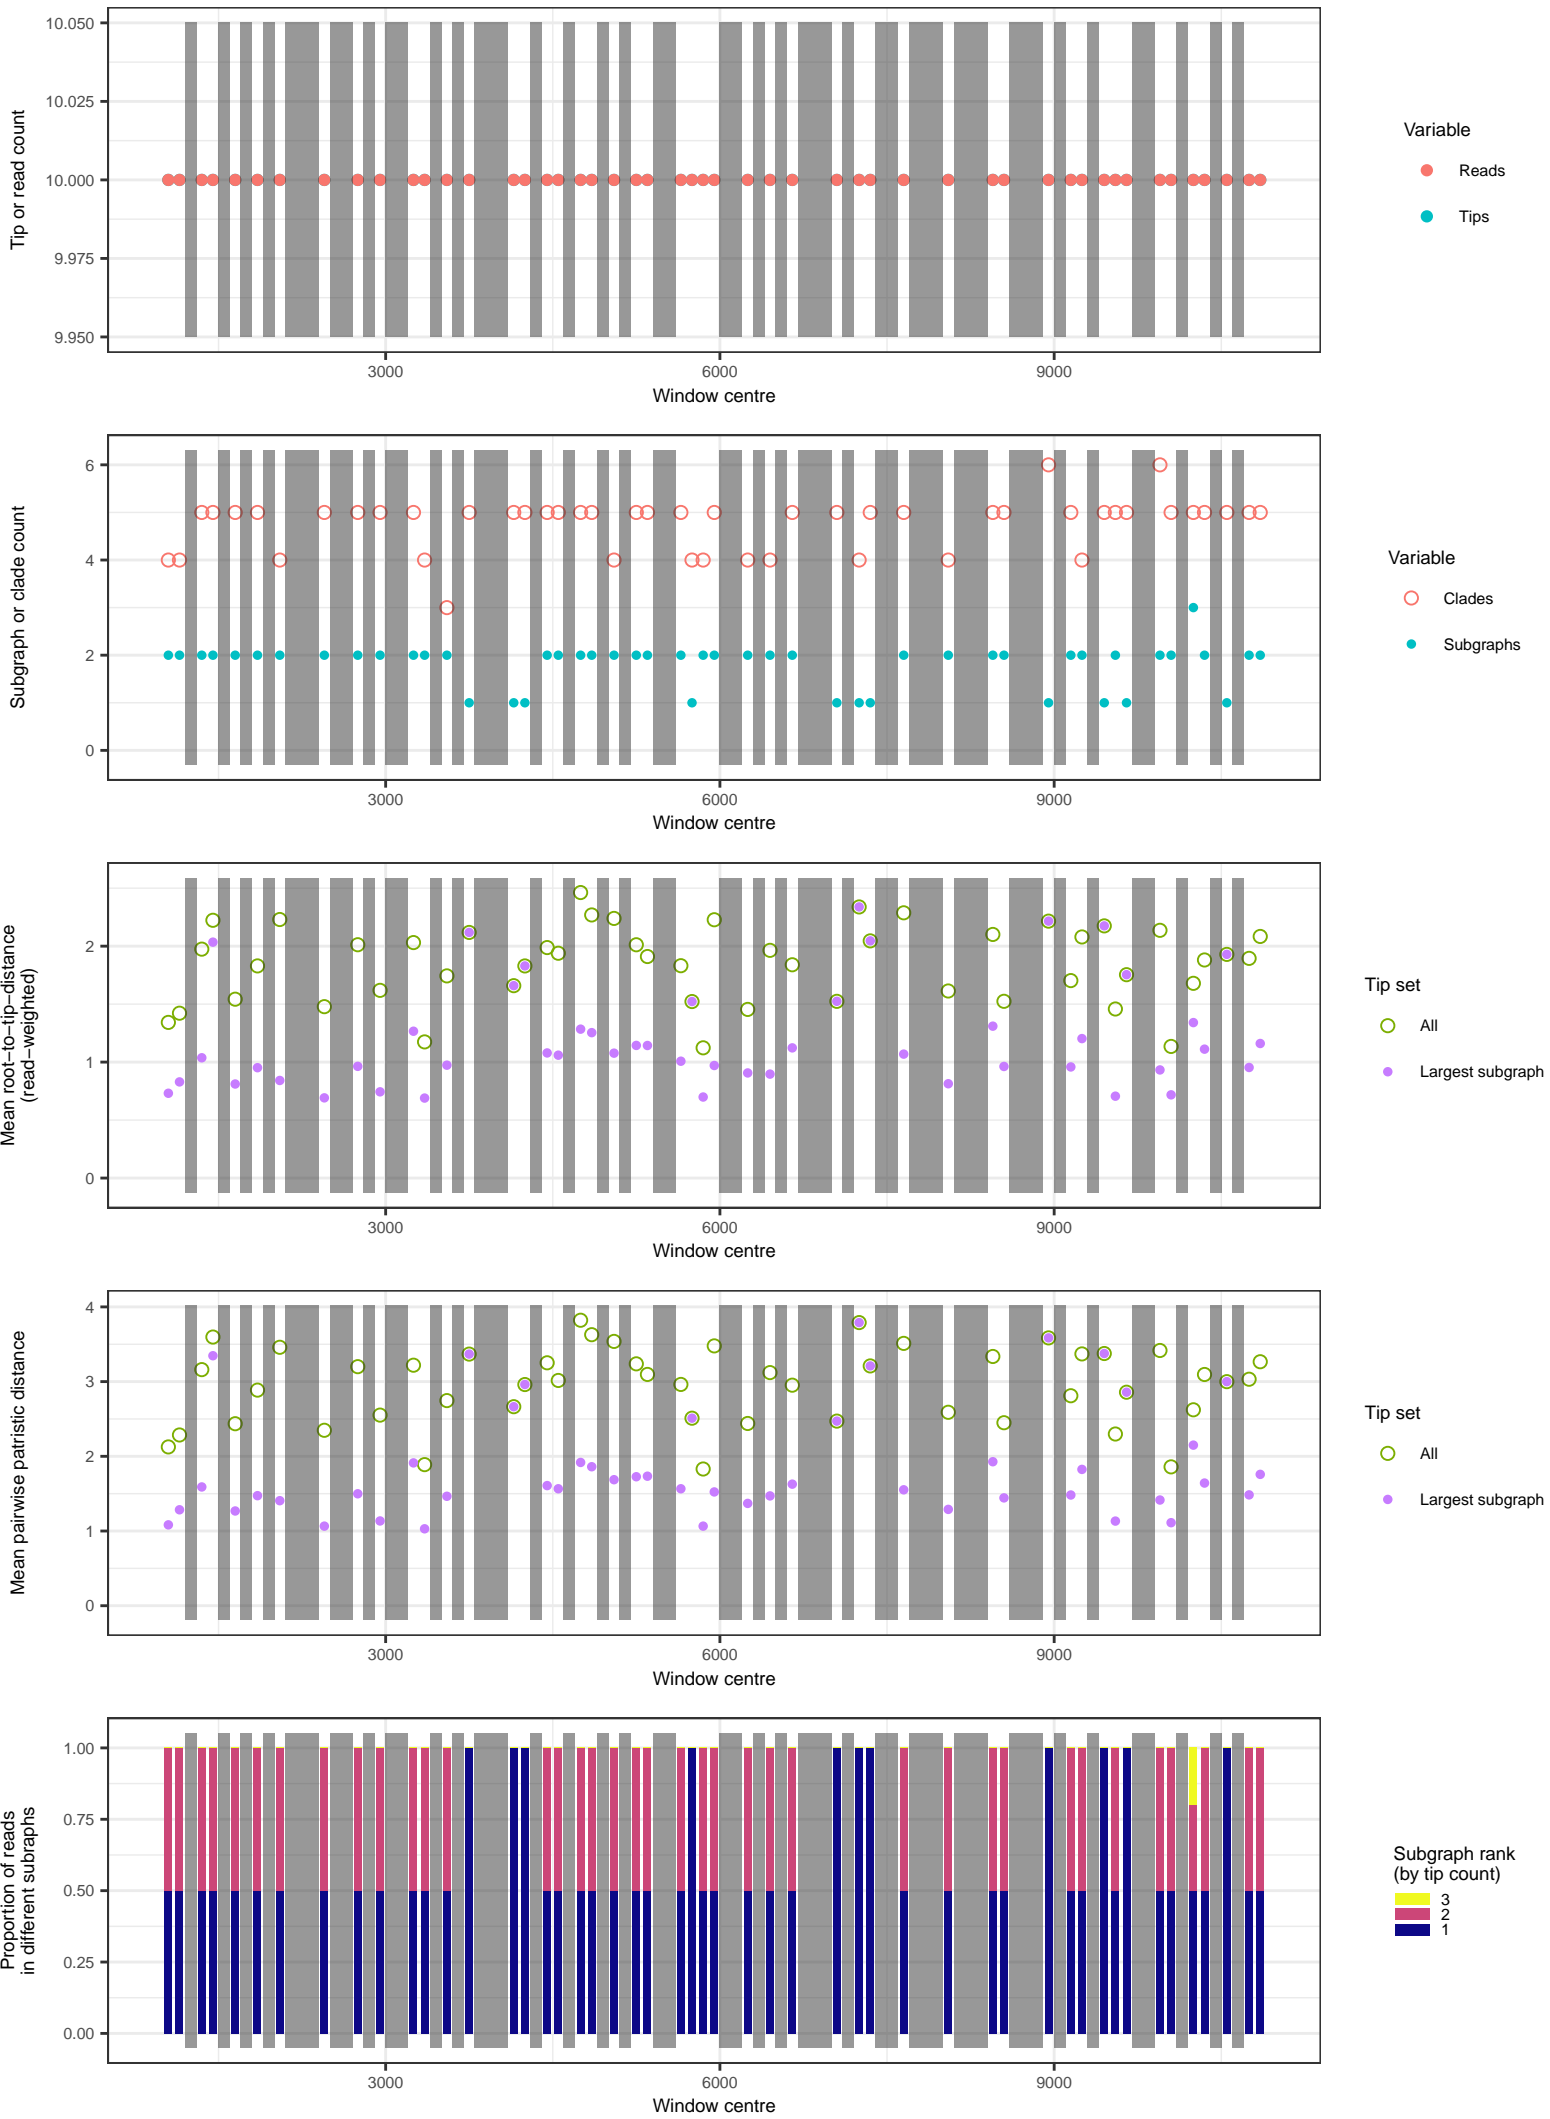 10.050
10.025
10.000
9.975
9.950
Tip or read count
3000
6000
9000
Window centre
Variable
Reads
Tips
6
4
2
0
Subgraph or clade count
3000
6000
9000
Window centre
Variable
Clades
Subgraphs
2
1
0
Mean root−to−tip−distance
(read−weighted)
3000
6000
9000
Window centre
Tip set
All
Largest subgraph
4
3
2
1
0
Mean pairwise patristic distance
3000
6000
9000
Window centre
Tip set
All
Largest subgraph
1.00
0.75
0.50
0.25
0.00
Proportion of reads
in different subraphs
3000
6000
9000
Window centre
Subgraph rank
(by tip count)
3
2
1